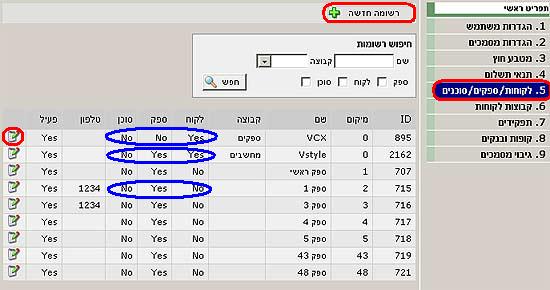 תפריט ראשי
1. הגדרות משתמש
2. הגדרות מסמכים
3. מטבע חוץ
4. תנאי תשלום
5. לקוחות/ספקים/סוכנים
6. קבוצות לקוחות
7. תפקידים
8. קופות ובנקים
9. גיבוי מסמכים
רשומה חדשה
חיפוש רשומות
שם קבוצה
ספק לקוח סוכן חפש
ID מיקום שם קבוצה לקוח ספק סוכן טלפון פעיל
895 0 VCX ספקים Yes No No Yes
2162 0 Vstyle מחשבים Yes Yes No Yes
707 1 ספק ראשי No Yes No Yes
715 2 ספק 1 No Yes No 1234 Yes
716 3 ספק 3 No Yes No 1234 Yes
717 4 ספק 4 No Yes No Yes
718 5 ספק 5 No Yes No Yes
719 43 ספק 43 No Yes No Yes
721 48 ספק 48 No Yes No Yes